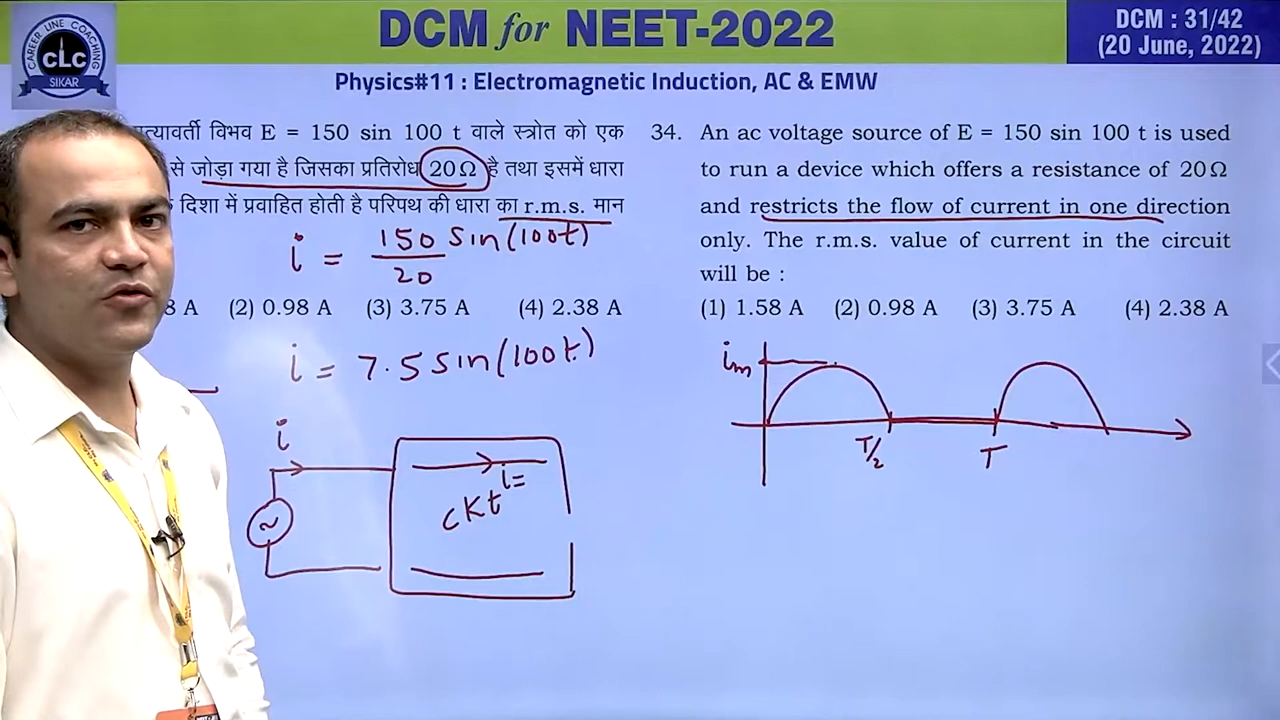 CAREER LINE COACHING
CLC
SIKAR
DCM for NEET-2022
DCM : 31/42
(20 June, 2022)
Physics#11 : Electromagnetic Induction, AC & EMW
त्यावर्ती विभव E = 150 sin 100 t वाले स्त्रोत को एक
से जोड़ा गया है जिसका प्रतिरोध 20Ω है तथा इसमें धारा
दिशा में प्रवाहित होती है परिपथ की धारा का r.m.s. मान
i = 150/20 sin(100t)
8 A (2) 0.98 A (3) 3.75 A (4) 2.38 A
i = 7.5 sin(100t)
i
i=
ckt
~
34. An ac voltage source of E = 150 sin 100 t is used
to run a device which offers a resistance of 20Ω
and restricts the flow of current in one direction
only. The r.m.s. value of current in the circuit
will be :
(1) 1.58 A (2) 0.98 A (3) 3.75 A (4) 2.38 A
im
T/2
T